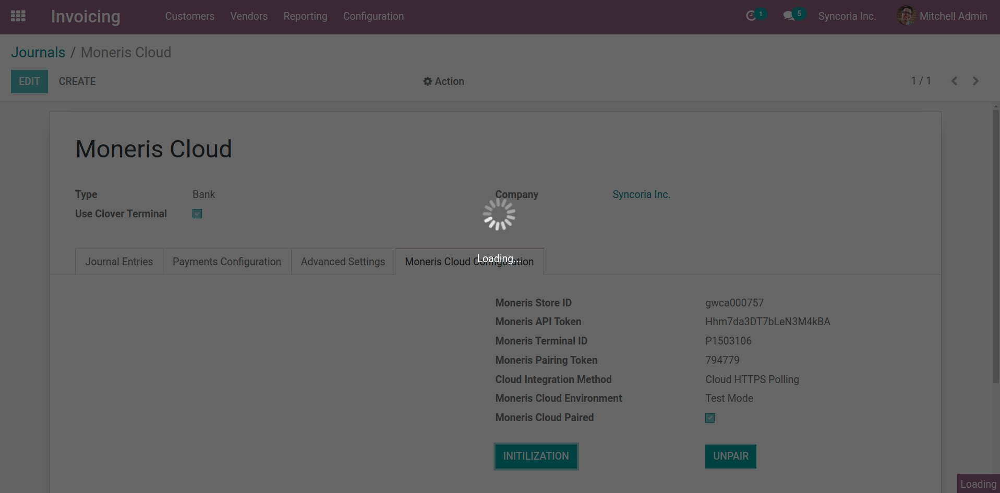 Invoicing Customers Vendors Reporting Configuration 1 5 Syncoria Inc. Mitchell Admin
Journals / Moneris Cloud
EDIT CREATE Action 1 / 1
Moneris Cloud
Type Bank Company Syncoria Inc.
Use Clover Terminal
Loading...
Journal Entries Payments Configuration Advanced Settings Moneris Cloud Configuration
Moneris Store ID gwca000757
Moneris API Token Hhm7da3DT7bLeN3M4kBA
Moneris Terminal ID P1503106
Moneris Pairing Token 794779
Cloud Integration Method Cloud HTTPS Polling
Moneris Cloud Environment Test Mode
Moneris Cloud Paired
INITILIZATION UNPAIR
Loading